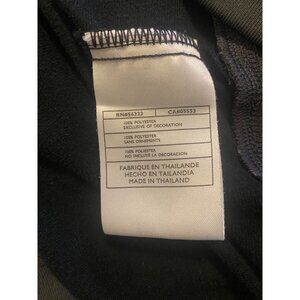 RN#56323 CA#05553
100% POLYESTER
EXCLUSIVE OF DECORATION
100% POLYESTER
SANS ORNEMENTS
100% POLIESTER
NO INCLUYE LA DECORACION
FABRIQUE EN THAILANDE
HECHO EN TAILANDIA
MADE IN THAILAND